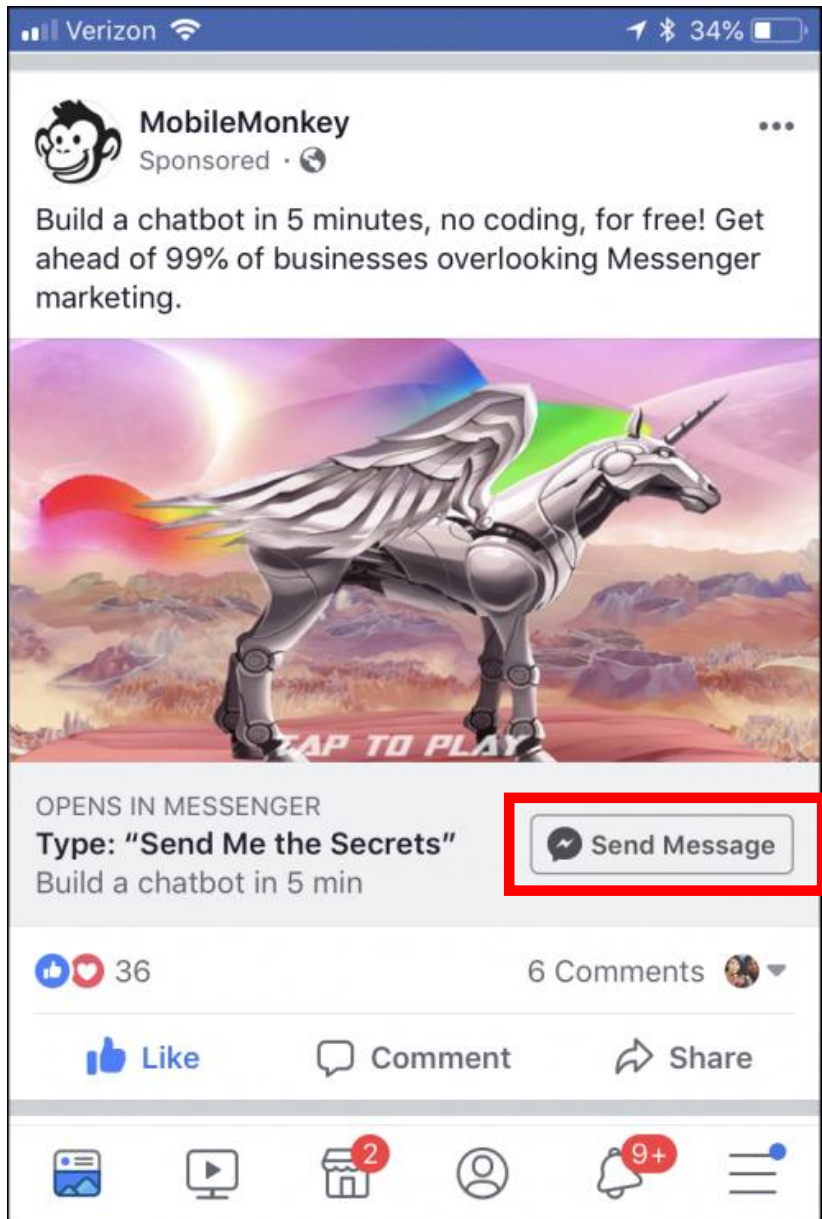 Verizon 34%
MobileMonkey
Sponsored ·
Build a chatbot in 5 minutes, no coding, for free! Get
ahead of 99% of businesses overlooking Messenger
marketing.
TAP TO PLAY
OPENS IN MESSENGER
Type: “Send Me the Secrets”
Build a chatbot in 5 min
Send Message
36 6 Comments
Like Comment Share
2 9+